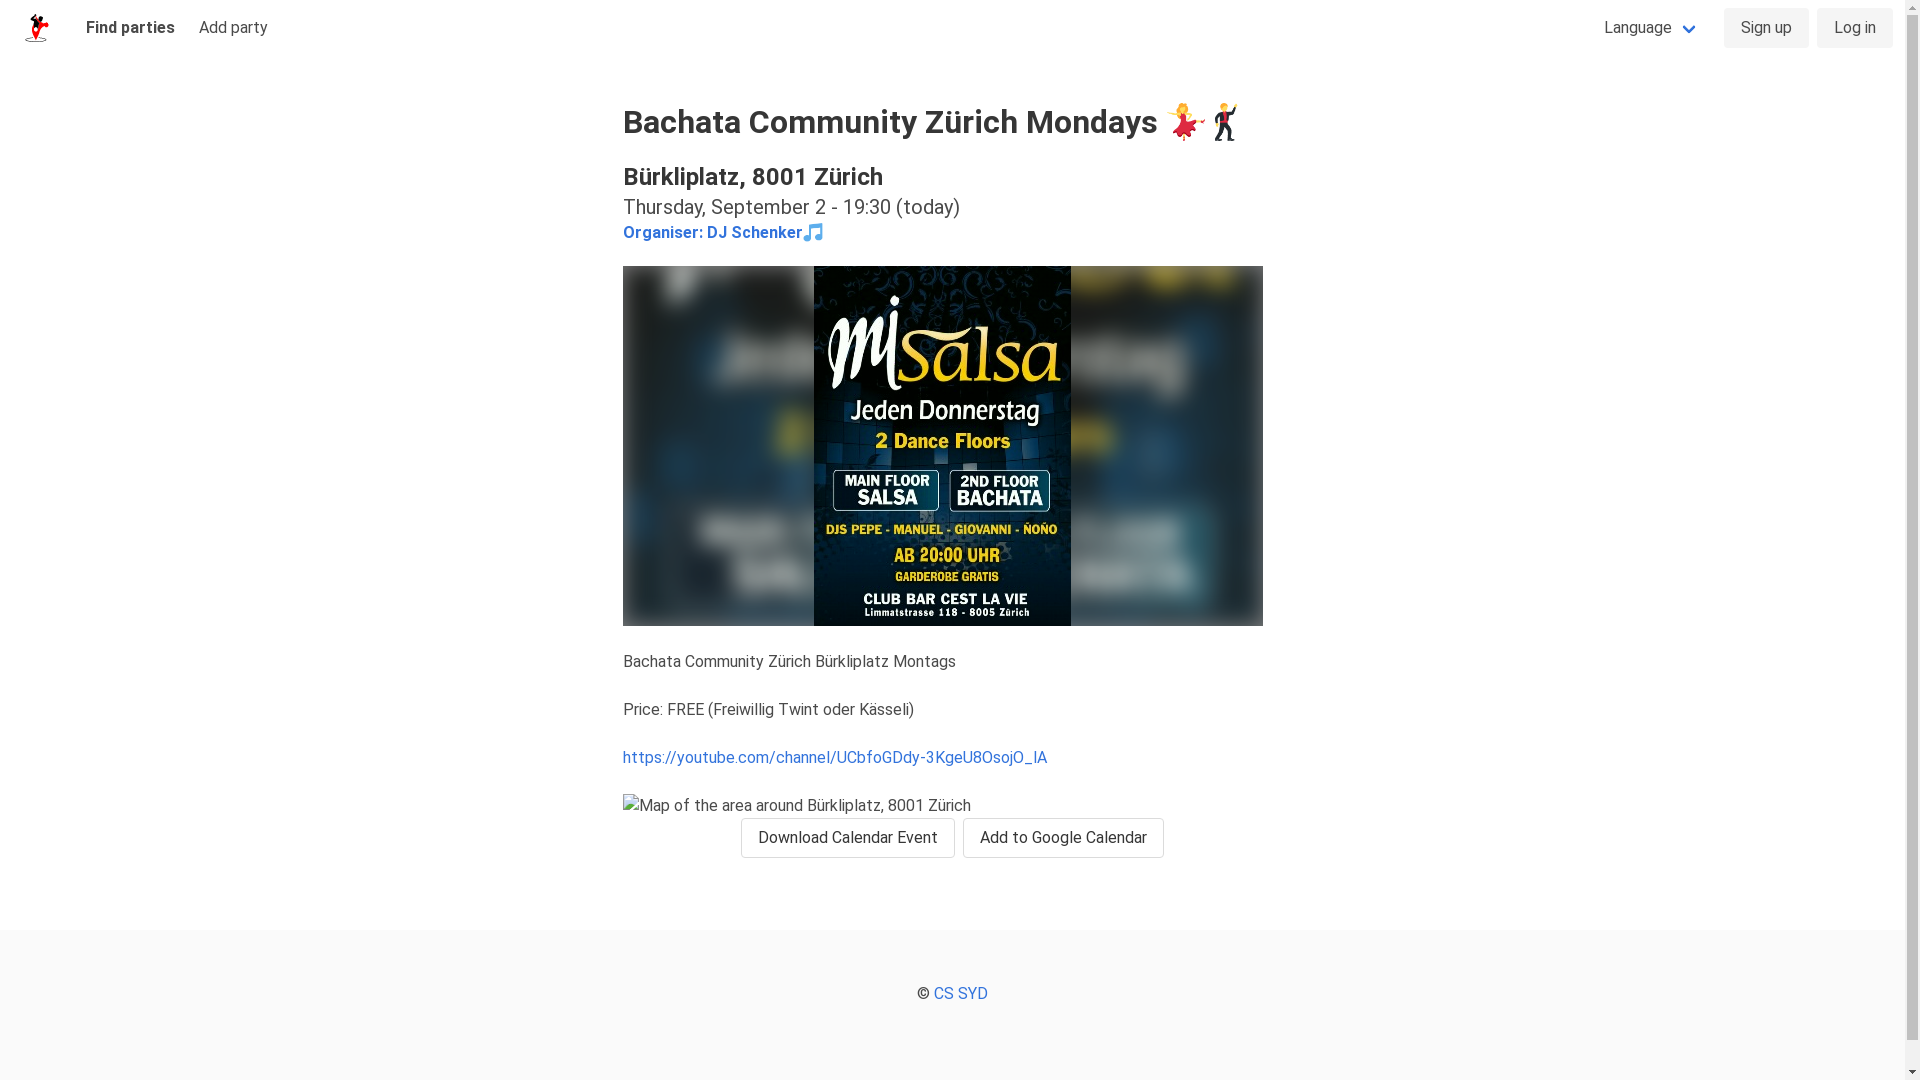 Find parties
Add party
Language
Sign up
Log in
Bachata Community Zürich Mondays 💃🕺
Bürkliplatz, 8001 Zürich
Thursday, September 2 - 19:30 (today)
Organiser: DJ Schenker🎵
mi Salsa
Jeden Donnerstag
2 Dance Floors
MAIN FLOOR
SALSA
2ND FLOOR
BACHATA
DJS PEPE - MANUEL - GIOVANNI - ÑOÑO
AB 20:00 UHR
GARDEROBE GRATIS
CLUB BAR CEST LA VIE
Limmatstrasse 118 - 8005 Zürich
Bachata Community Zürich Bürkliplatz Montags
Price: FREE (Freiwillig Twint oder Kässeli)
https://youtube.com/channel/UCbfoGDdy-3KgeU8OsojO_lA
Map of the area around Bürkliplatz, 8001 Zürich
Download Calendar Event
Add to Google Calendar
© CS SYD